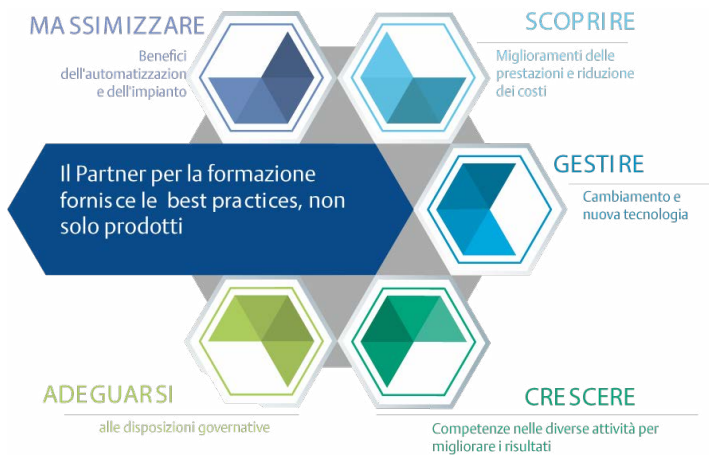 MASSIMIZZARE
Benefici
dell'automatizzazion
e dell'impianto
SCOPRIRE
Miglioramenti delle
prestazioni e riduzione
dei costi
Il Partner per la formazione
fornisce le best practices, non
solo prodotti
GESTIRE
Cambiamento e
nuova tecnologia
ADEGUARSI
alle disposizioni governative
CRESCERE
Competenze nelle diverse attività per
migliorare i risultati